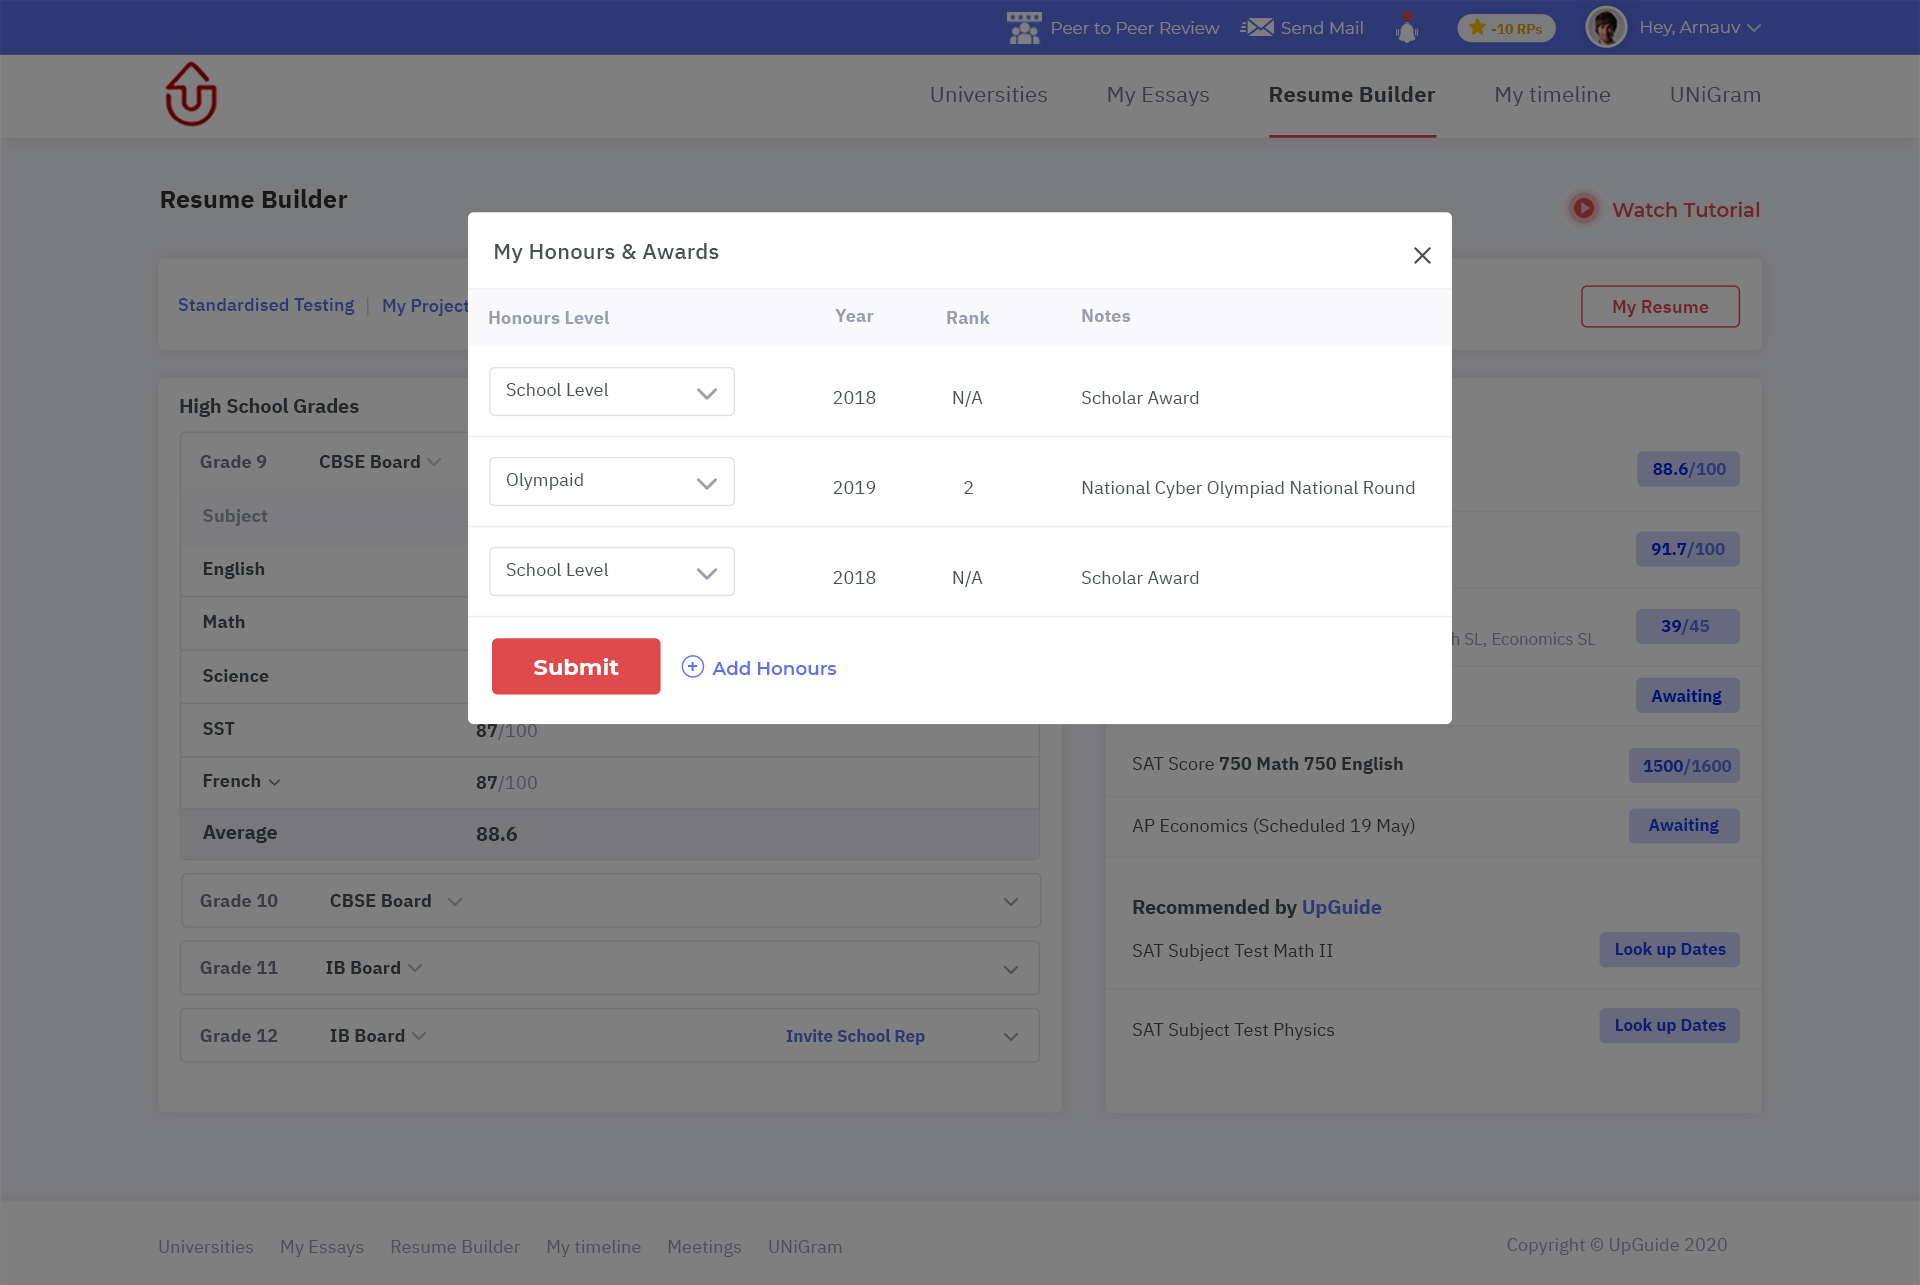 Peer to Peer Review
Send Mail
-10 RPs
Hey, Arnauv
Universities
My Essays
Resume Builder
My timeline
UNiGram
Resume Builder
Watch Tutorial
Standardised Testing
My Project
My Resume
My Honours & Awards
Honours Level Year Rank Notes
School Level 2018 N/A Scholar Award
Olympaid 2019 2 National Cyber Olympiad National Round
School Level 2018 N/A Scholar Award
Submit
Add Honours
High School Grades
Grade 9 CBSE Board
Subject
English
Math
Science
SST 87/100
French 87/100
Average 88.6
Grade 10 CBSE Board
Grade 11 IB Board
Grade 12 IB Board Invite School Rep
88.6/100
91.7/100
SL, Economics SL 39/45
Awaiting
SAT Score 750 Math 750 English 1500/1600
AP Economics (Scheduled 19 May) Awaiting
Recommended by UpGuide
SAT Subject Test Math II Look up Dates
SAT Subject Test Physics Look up Dates
Universities My Essays Resume Builder My timeline Meetings UNiGram
Copyright © UpGuide 2020